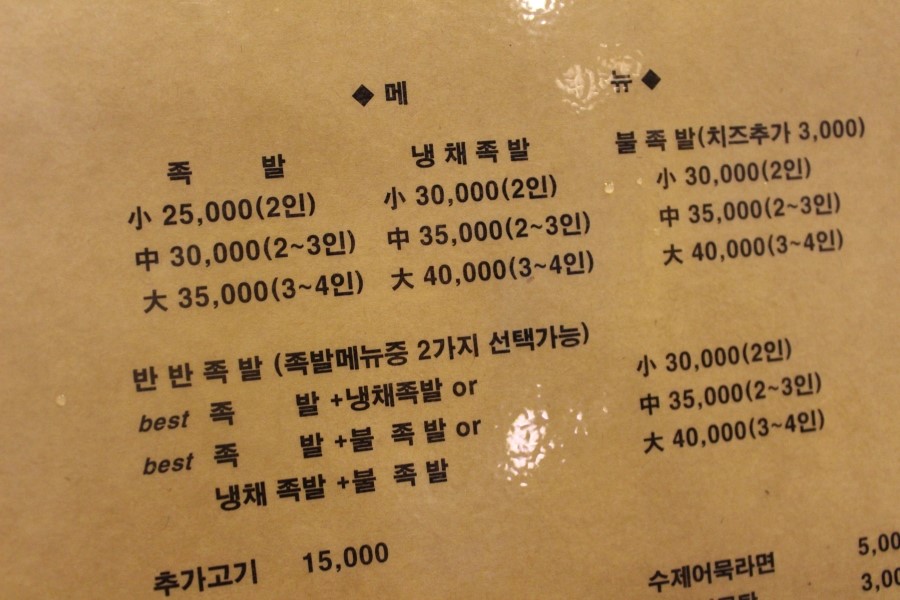 ◆메 뉴◆
족 발
小 25,000(2인)
中 30,000(2~3인)
大 35,000(3~4인)
냉채족발
小 30,000(2인)
中 35,000(2~3인)
大 40,000(3~4인)
불족발(치즈추가 3,000)
小 30,000(2인)
中 35,000(2~3인)
大 40,000(3~4인)
반반족발 (족발메뉴중 2가지 선택가능)
best 족 발 +냉채족발 or
best 족 발 +불 족발 or
냉채 족발 +불 족 발
小 30,000(2인)
中 35,000(2~3인)
大 40,000(3~4인)
추가고기 15,000
수제어묵라면